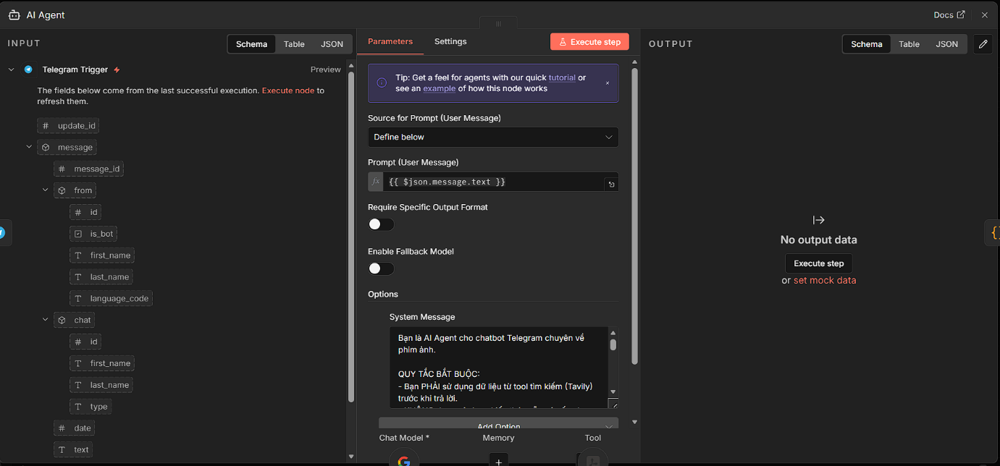 AI Agent
Docs
INPUT
Schema
Table
JSON
Telegram Trigger
Preview
The fields below come from the last successful execution. Execute node to
refresh them.
# update_id
message
# message_id
from
# id
is_bot
T first_name
T last_name
T language_code
chat
# id
T first_name
T last_name
T type
# date
T text
Parameters
Settings
Execute step
Tip: Get a feel for agents with our quick tutorial or
see an example of how this node works
Source for Prompt (User Message)
Define below
Prompt (User Message)
fx {{ $json.message.text }}
Require Specific Output Format
Enable Fallback Model
Options
System Message
Bạn là AI Agent cho chatbot Telegram chuyên về
phim ảnh.
QUY TẮC BẮT BUỘC:
- Bạn PHẢI sử dụng dữ liệu từ tool tìm kiếm (Tavily)
trước khi trả lời.
Add Option
Chat Model *
Memory
Tool
OUTPUT
Schema
Table
JSON
No output data
Execute step
or set mock data